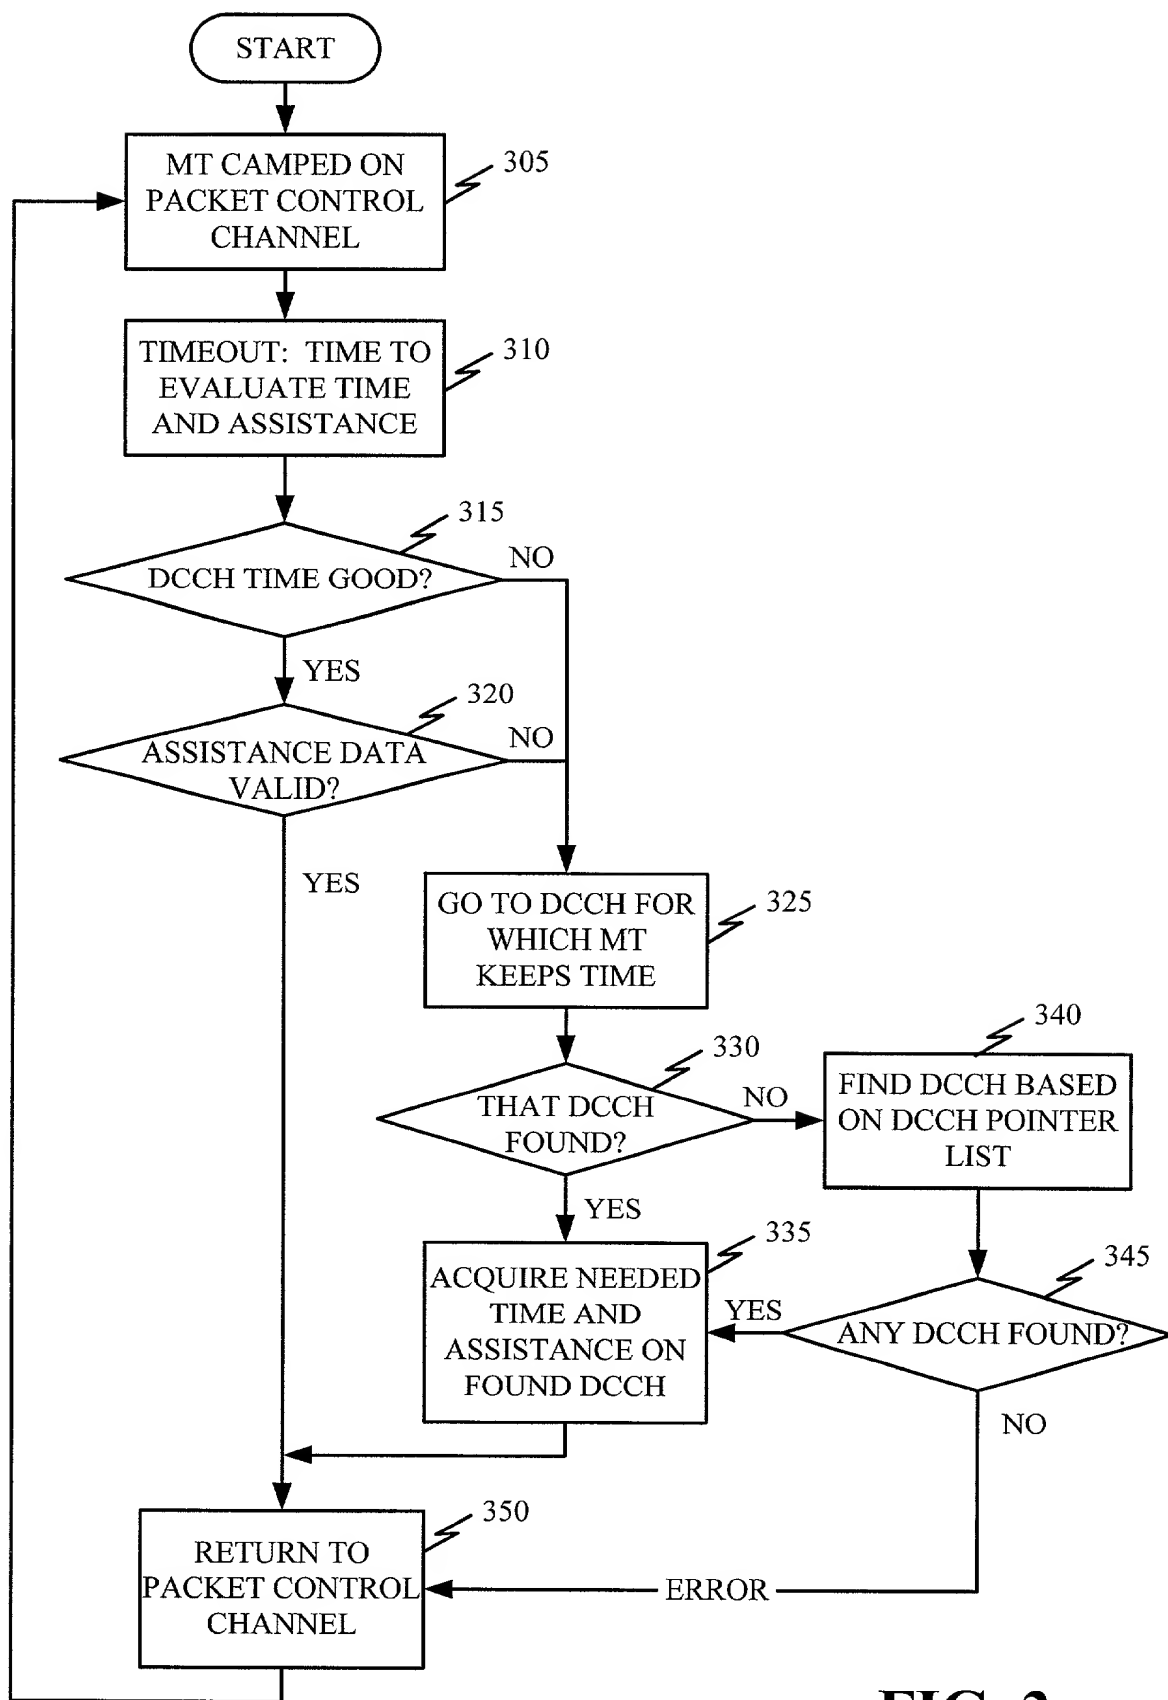 START
MT CAMPED ON
PACKET CONTROL
CHANNEL
305
TIMEOUT: TIME TO
EVALUATE TIME
AND ASSISTANCE
310
DCCH TIME GOOD?
315
NO
YES
ASSISTANCE DATA
VALID?
320
NO
YES
GO TO DCCH FOR
WHICH MT
KEEPS TIME
325
THAT DCCH
FOUND?
330
NO
YES
FIND DCCH BASED
ON DCCH POINTER
LIST
340
ACQUIRE NEEDED
TIME AND
ASSISTANCE ON
FOUND DCCH
335
YES
ANY DCCH FOUND?
345
NO
RETURN TO
PACKET CONTROL
CHANNEL
350
ERROR